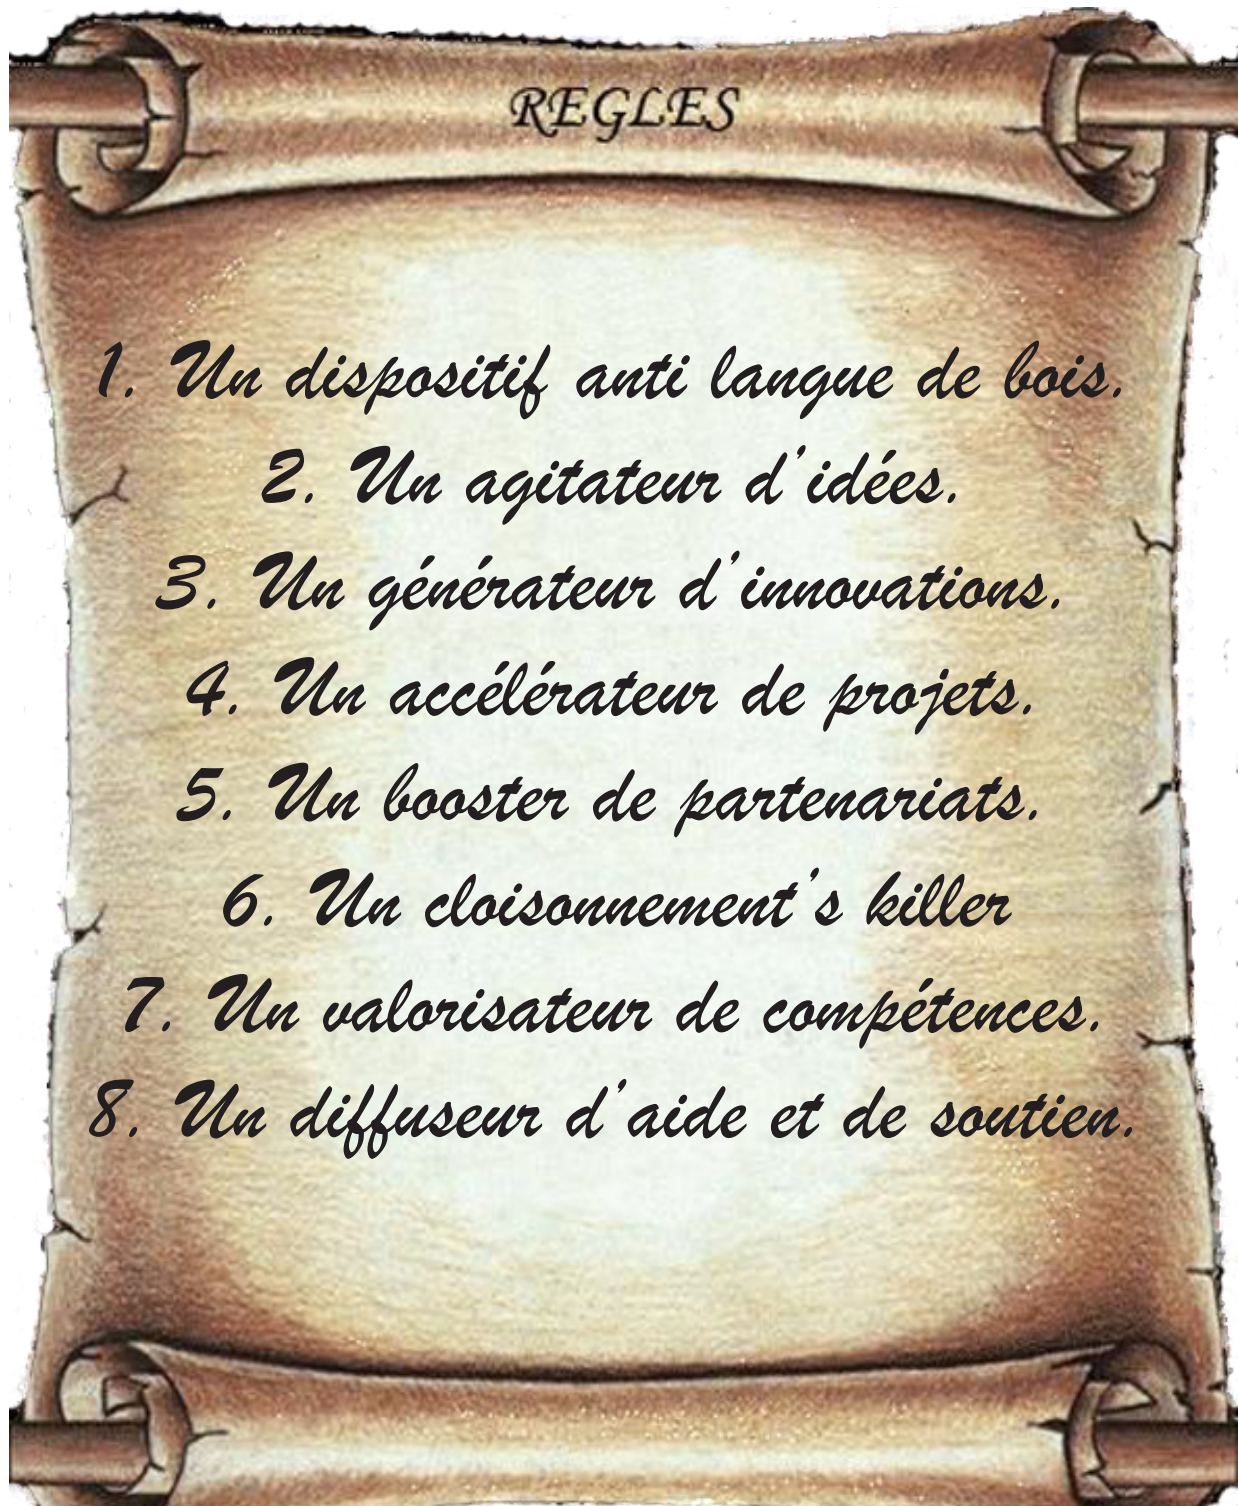 REGLES
1. Un dispositif anti langue de bois.
2. Un agitateur d'idées.
3. Un générateur d'innovations.
4. Un accélérateur de projets.
5. Un booster de partenariats.
6. Un cloisonnement's killer
7. Un valorisateur de compétences.
8. Un diffuseur d'aide et de soutien.